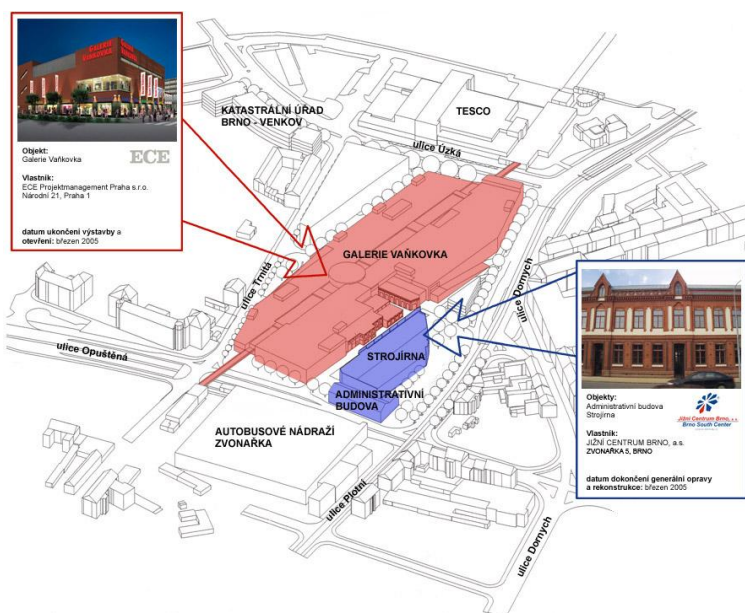 GALERIE VAŇKOVKA
Objekt:
Galerie Vaňkovka
ECE
Vlastník:
ECE Projektmanagement Praha s.r.o.
Národní 21, Praha 1
datum ukončení výstavby a
otevření: březen 2005
KATASTRÁLNÍ ÚŘAD
BRNO - VENKOV
TESCO
ulice Úzká
GALERIE VAŇKOVKA
ulice Trnitá
ulice Dornych
ulice Opuštěná
STROJÍRNA
ADMINISTRATIVNÍ
BUDOVA
AUTOBUSOVÉ NÁDRAŽÍ
ZVONAŘKA
ulice Plotní
ulice Dornych
Objekty:
Administrativní budova
Strojírna
Jižní Centrum Brno, a.s.
Brno South Center
Vlastník:
JIŽNÍ CENTRUM BRNO, a.s.
ZVONAŘKA 5, BRNO
datum dokončení generální opravy
a rekonstrukce: březen 2005